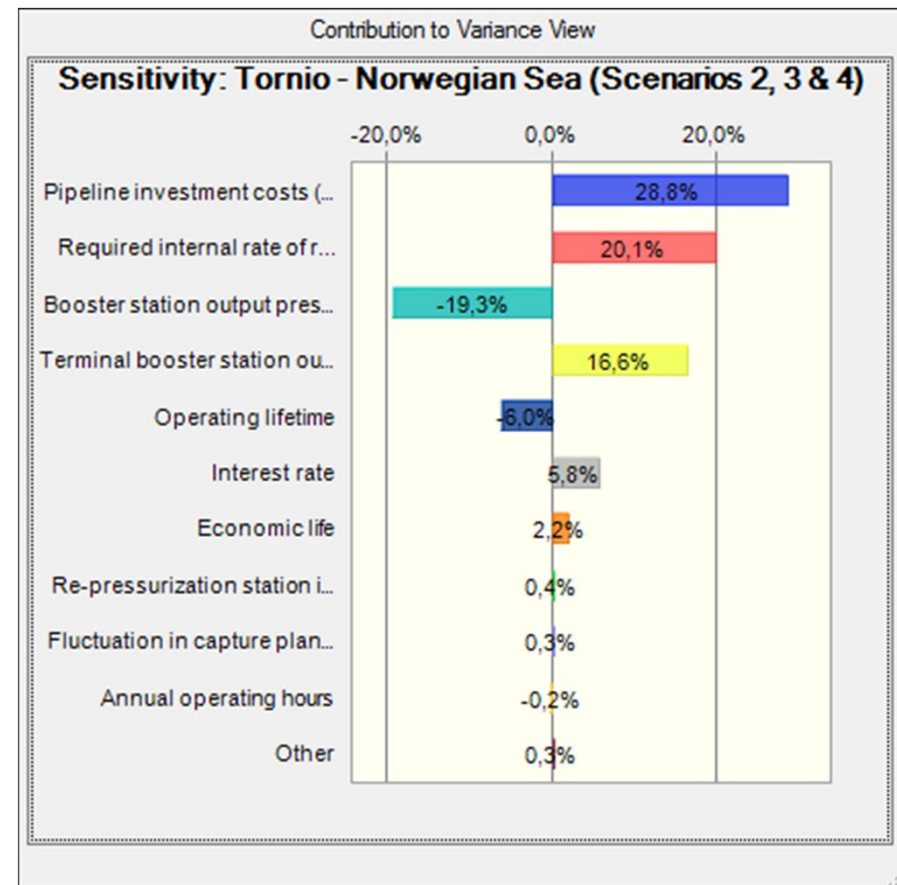 Contribution to Variance View
Sensitivity: Tornio - Norwegian Sea (Scenarios 2, 3 & 4)
-20,0% 0,0% 20,0%
Pipeline investment costs (... 28,8%
Required internal rate of r... 20,1%
Booster station output pres... -19,3%
Terminal booster station ou... 16,6%
Operating lifetime -6,0%
Interest rate 5,8%
Economic life 2,2%
Re-pressurization station i... 0,4%
Fluctuation in capture plan... 0,3%
Annual operating hours -0,2%
Other 0,3%